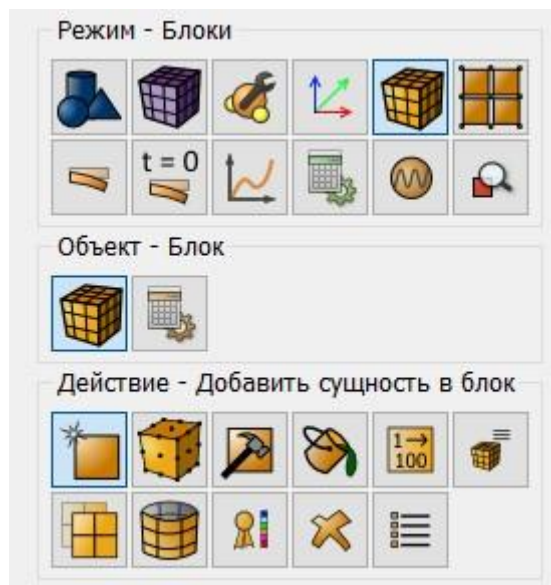 Режим - Блоки
t = 0
Объект - Блок
Действие - Добавить сущность в блок
1→
100